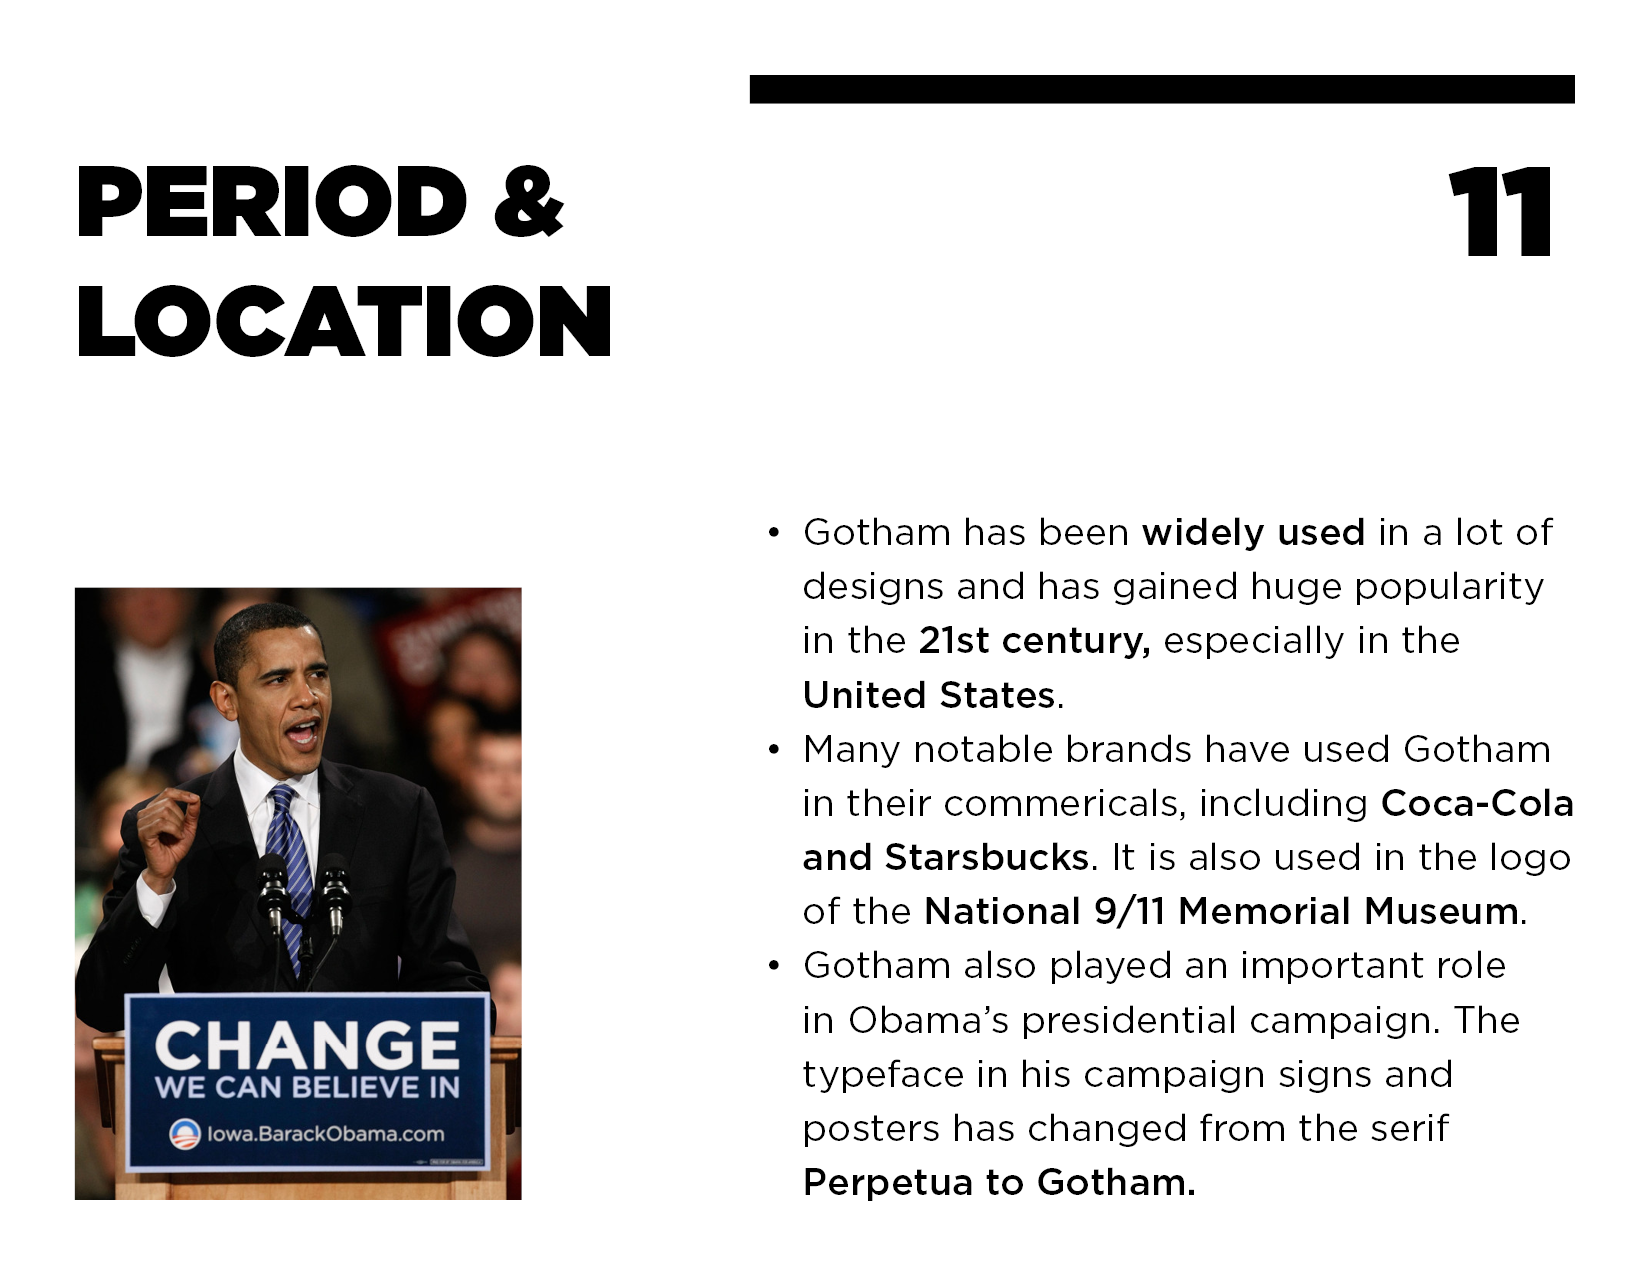 PERIOD &
LOCATION
11
• Gotham has been widely used in a lot of
designs and has gained huge popularity
in the 21st century, especially in the
United States.
• Many notable brands have used Gotham
in their commericals, including Coca-Cola
and Starsbucks. It is also used in the logo
of the National 9/11 Memorial Museum.
• Gotham also played an important role
in Obama’s presidential campaign. The
typeface in his campaign signs and
posters has changed from the serif
Perpetua to Gotham.
CHANGE
WE CAN BELIEVE IN
Iowa.BarackObama.com